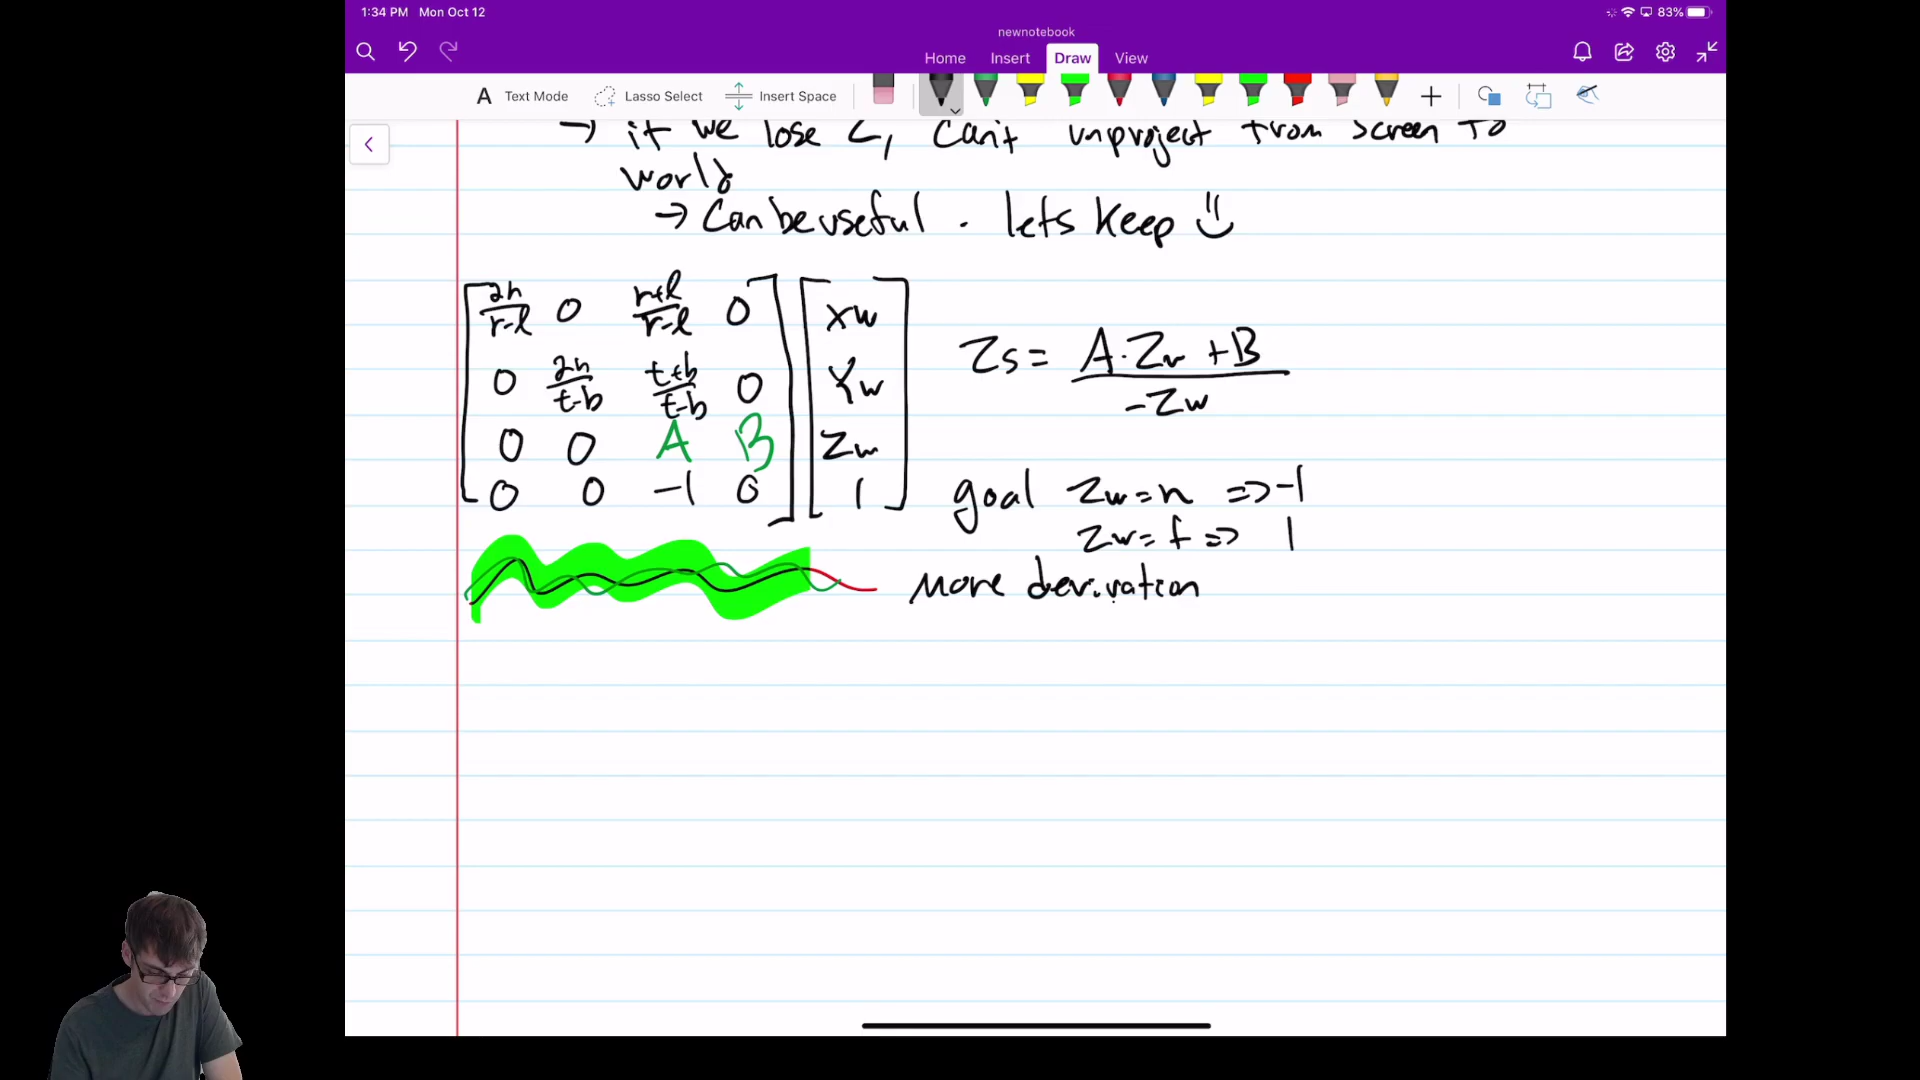 1:34 PM Mon Oct 12
83%
newnotebook
Home Insert Draw View
A Text Mode Lasso Select Insert Space
→ if we lose Z, Can't unproject from screen to
world
→ Can be useful. lets keep
2n/r-l 0 r+l/r-l 0 Xw
0 2n/t-b t+b/t-b 0 Yw
0 0 A B Zw
0 0 -1 0 1
Zs = A·Zw + B / -Zw
goal Zw = n => -1
Zw = f => 1
More derivation